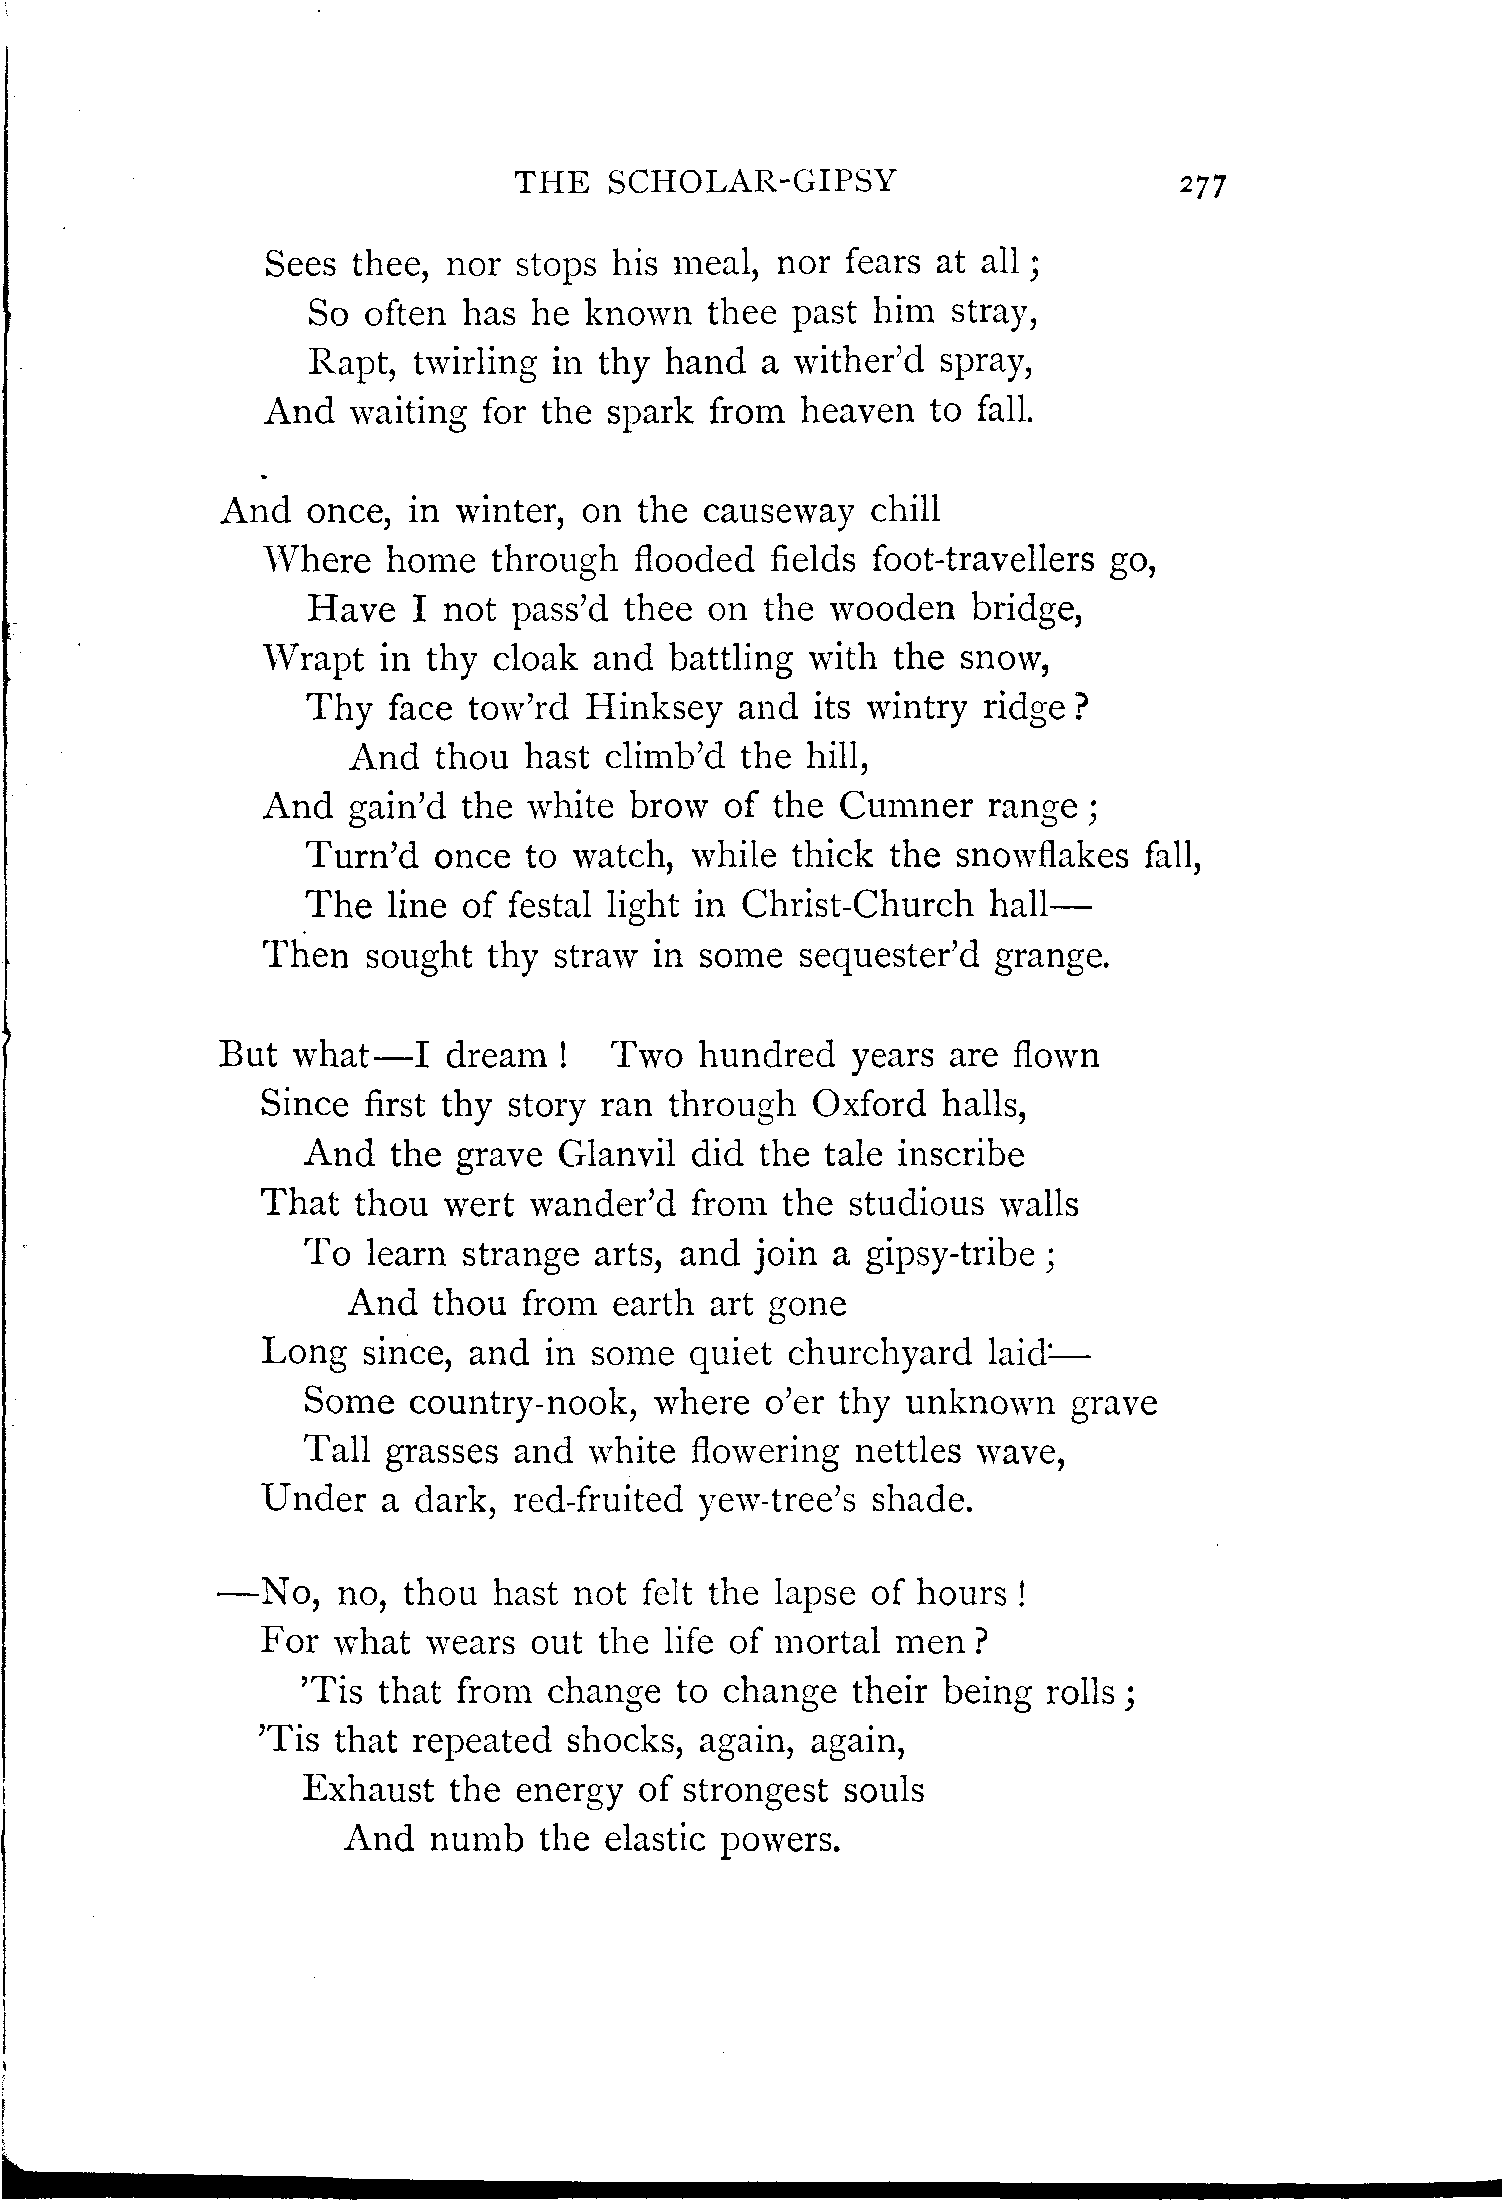 THE SCHOLAR-GIPSY 277
Sees thee, nor stops his meal, nor fears at all;
So often has he known thee past him stray,
Rapt, twirling in thy hand a wither'd spray,
And waiting for the spark from heaven to fall.
And once, in winter, on the causeway chill
Where home through flooded fields foot-travellers go,
Have I not pass'd thee on the wooden bridge,
Wrapt in thy cloak and battling with the snow,
Thy face tow'rd Hinksey and its wintry ridge?
And thou hast climb'd the hill,
And gain'd the white brow of the Cumner range;
Turn'd once to watch, while thick the snowflakes fall,
The line of festal light in Christ-Church hall—
Then sought thy straw in some sequester'd grange.
But what—I dream! Two hundred years are flown
Since first thy story ran through Oxford halls,
And the grave Glanvil did the tale inscribe
That thou wert wander'd from the studious walls
To learn strange arts, and join a gipsy-tribe;
And thou from earth art gone
Long since, and in some quiet churchyard laid—
Some country-nook, where o'er thy unknown grave
Tall grasses and white flowering nettles wave,
Under a dark, red-fruited yew-tree's shade.
—No, no, thou hast not felt the lapse of hours!
For what wears out the life of mortal men?
'Tis that from change to change their being rolls;
'Tis that repeated shocks, again, again,
Exhaust the energy of strongest souls
And numb the elastic powers.